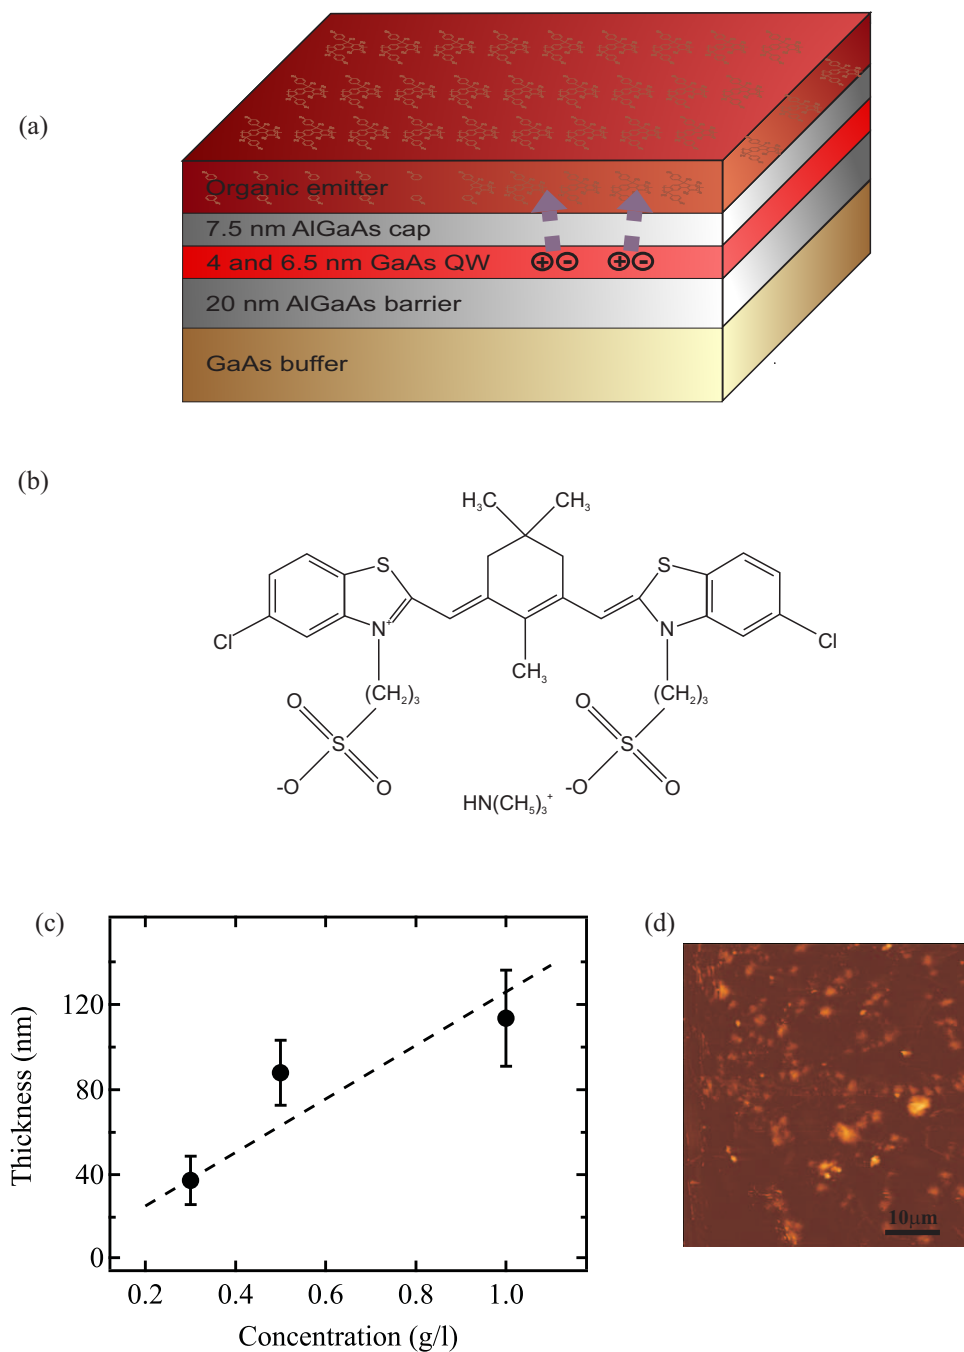 (a)
Organic emitter
7.5 nm AlGaAs cap
4 and 6.5 nm GaAs QW
+ - + -
20 nm AlGaAs barrier
GaAs buffer
(b)
H₃C CH₃
S S
Cl N⁺ N Cl
CH₃
(CH₂)₃ (CH₂)₃
O O
S S
-O O -O O
HN(CH₅)₃⁺
(c)
(d)
Thickness (nm)
120
80
40
0
0.2 0.4 0.6 0.8 1.0
Concentration (g/l)
10μm